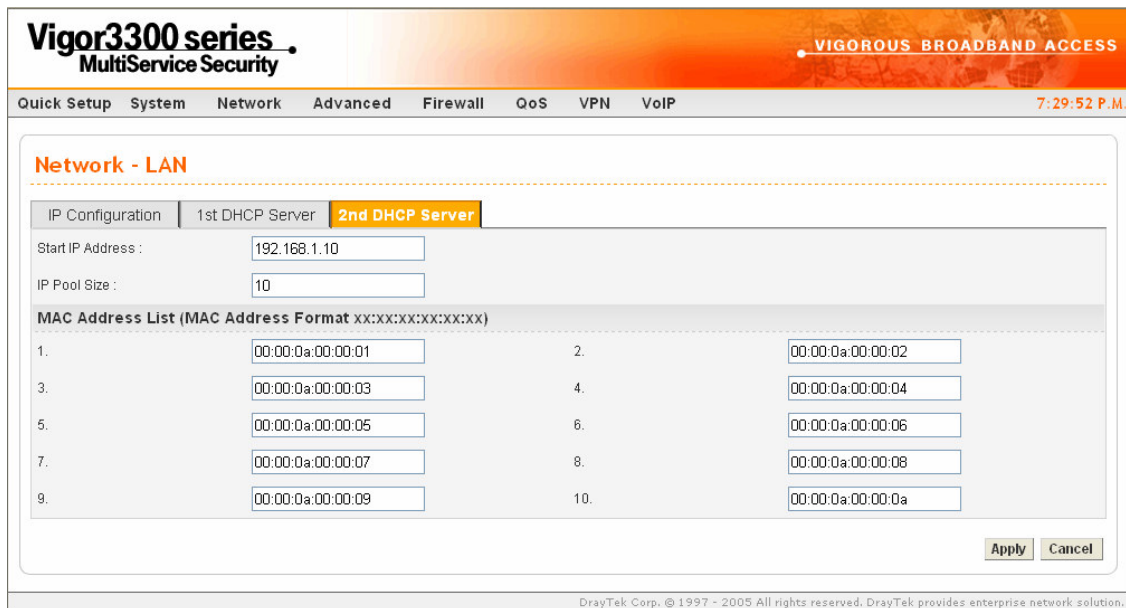 Vigor3300 series
MultiService Security
VIGOROUS BROADBAND ACCESS
Quick Setup System Network Advanced Firewall QoS VPN VoIP 7:29:52 P.M.
Network - LAN
IP Configuration 1st DHCP Server 2nd DHCP Server
Start IP Address : 192.168.1.10
IP Pool Size : 10
MAC Address List (MAC Address Format xx:xx:xx:xx:xx:xx)
1. 00:00:0a:00:00:01 2. 00:00:0a:00:00:02
3. 00:00:0a:00:00:03 4. 00:00:0a:00:00:04
5. 00:00:0a:00:00:05 6. 00:00:0a:00:00:06
7. 00:00:0a:00:00:07 8. 00:00:0a:00:00:08
9. 00:00:0a:00:00:09 10. 00:00:0a:00:00:0a
Apply Cancel
DrayTek Corp. © 1997 - 2005 All rights reserved. DrayTek provides enterprise network solution.